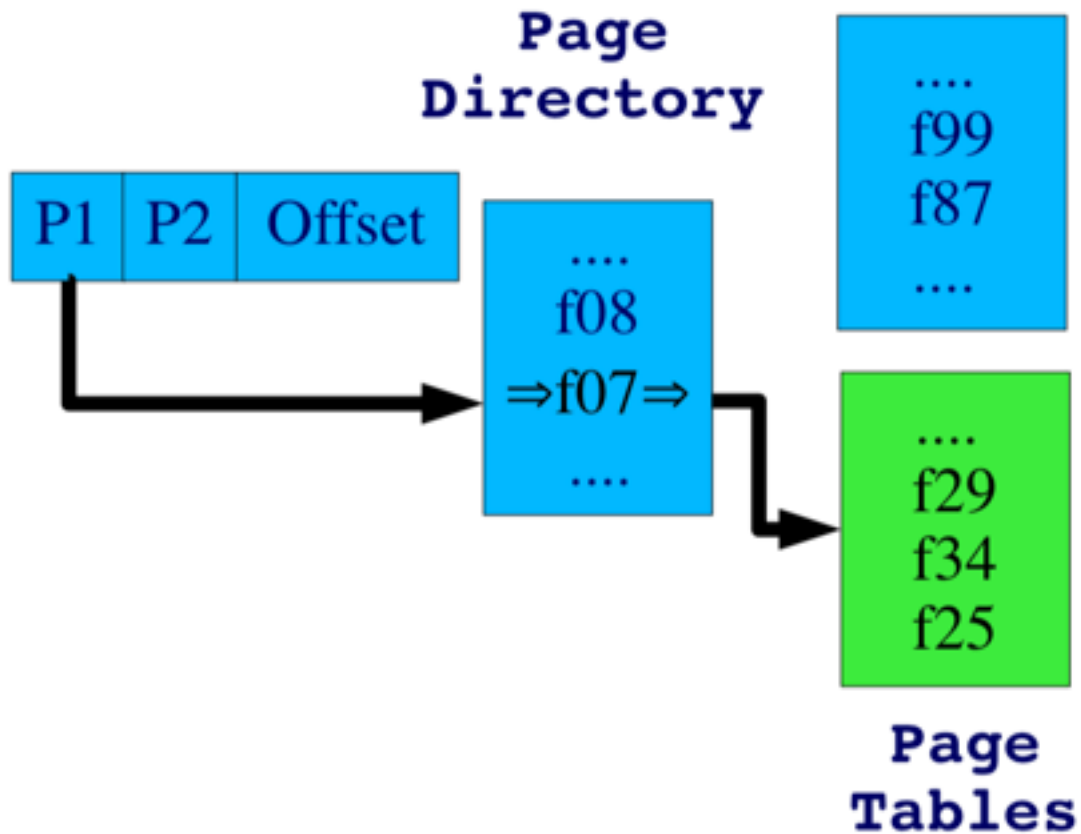 Page
Directory
P1 P2 Offset
....
f08
⇒f07⇒
....
....
f99
f87
....
....
f29
f34
f25
Page
Tables